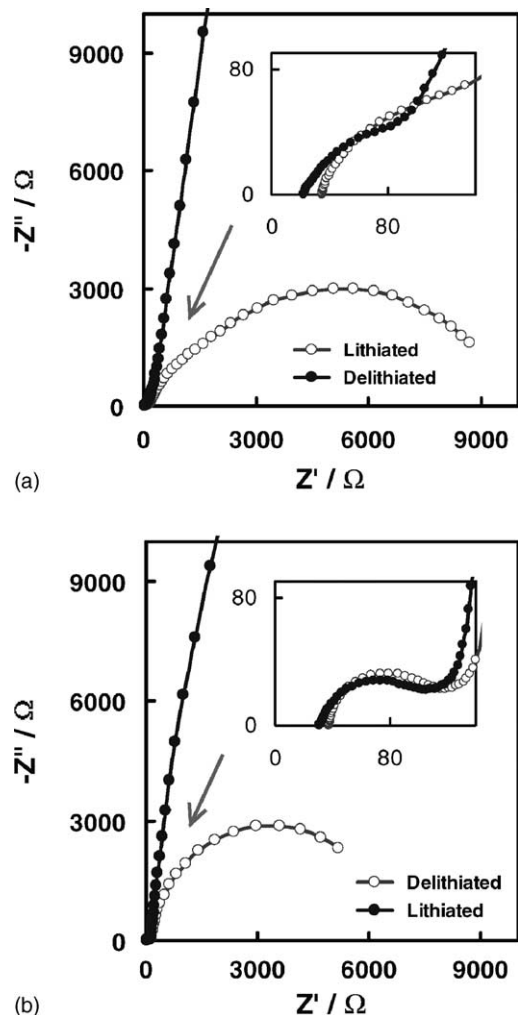 9000
6000
3000
0
-Z" / Ω
80
0
0
80
Lithiated
Delithiated
0
3000
6000
9000
Z' / Ω
(a)
9000
6000
3000
0
-Z" / Ω
80
0
0
80
Delithiated
Lithiated
0
3000
6000
9000
Z' / Ω
(b)